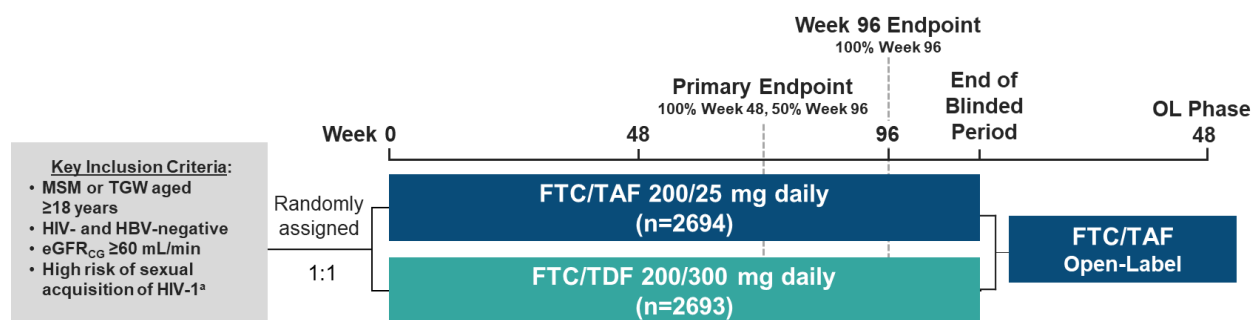 Week 96 Endpoint
100% Week 96
Primary Endpoint
100% Week 48, 50% Week 96
End of
Blinded
Period
OL Phase
Week 0
48
96
48
Key Inclusion Criteria:
• MSM or TGW aged
≥18 years
• HIV- and HBV-negative
• eGFRCG ≥60 mL/min
• High risk of sexual
acquisition of HIV-1ᵃ
Randomly
assigned
1:1
FTC/TAF 200/25 mg daily
(n=2694)
FTC/TDF 200/300 mg daily
(n=2693)
FTC/TAF
Open-Label